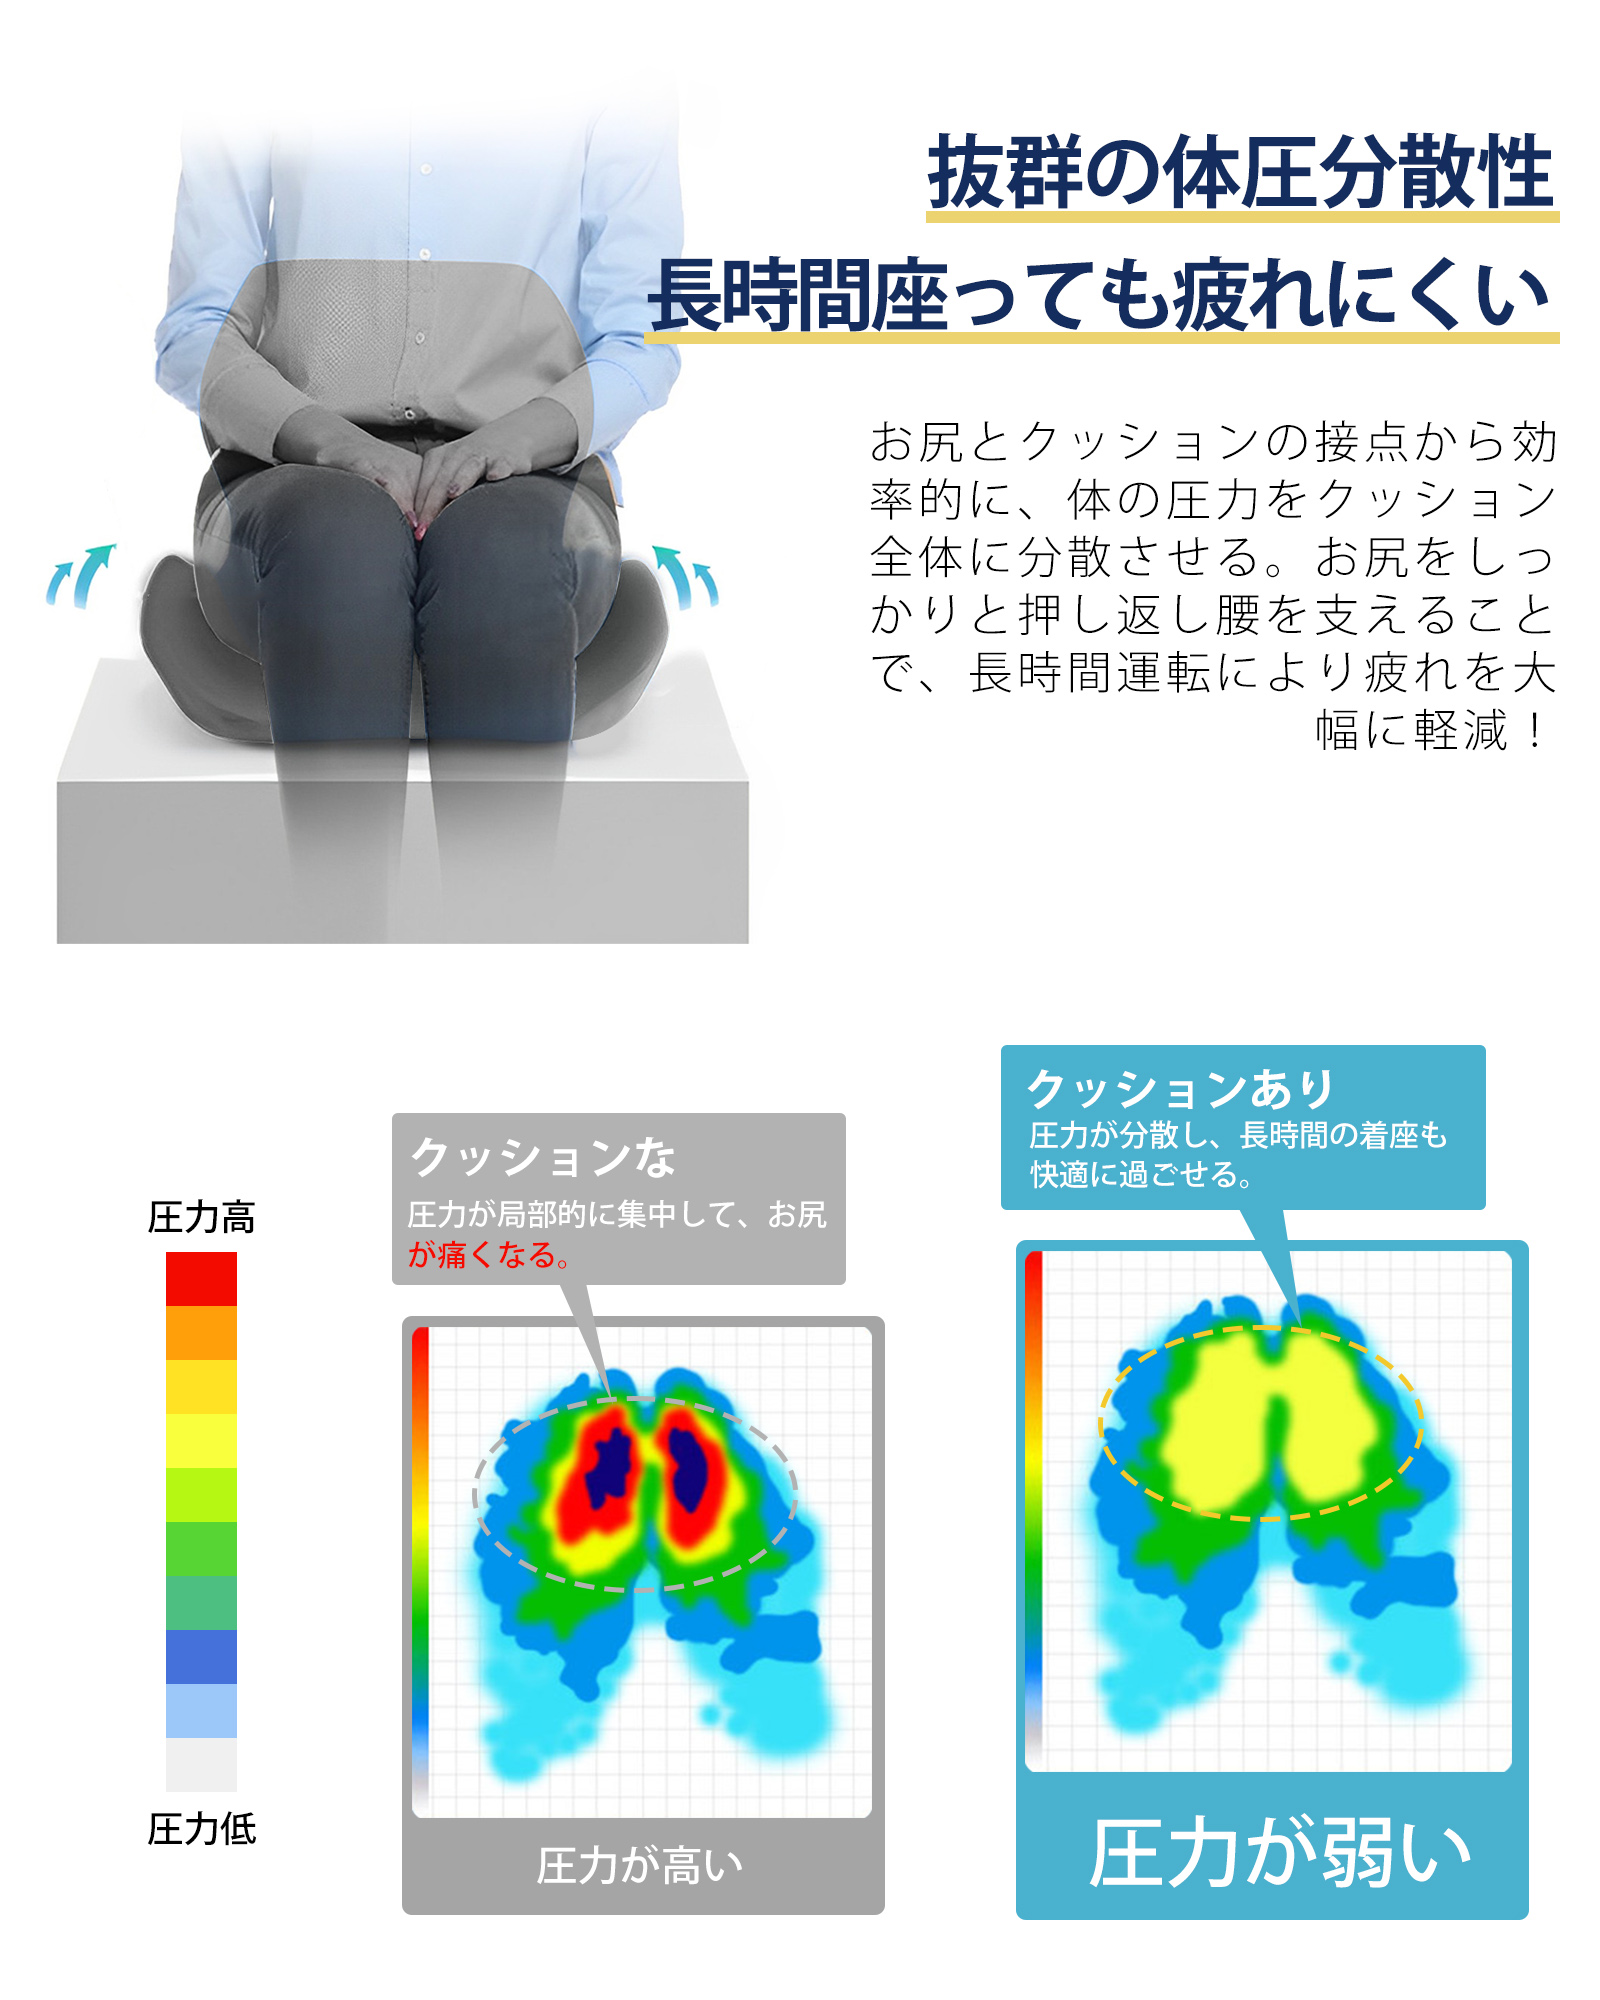 抜群の体圧分散性
長時間座っても疲れにくい
お尻とクッションの接点から効
率的に、体の圧力をクッション
全体に分散させる。お尻をしっ
かりと押し返し腰を支えること
で、長時間運転により疲れを大
幅に軽減！
クッションあり
圧力が分散し、長時間の着座も
快適に過ごせる。
クッションな
圧力が局部的に集中して、お尻
が痛くなる。
圧力高
圧力低
圧力が高い
圧力が弱い